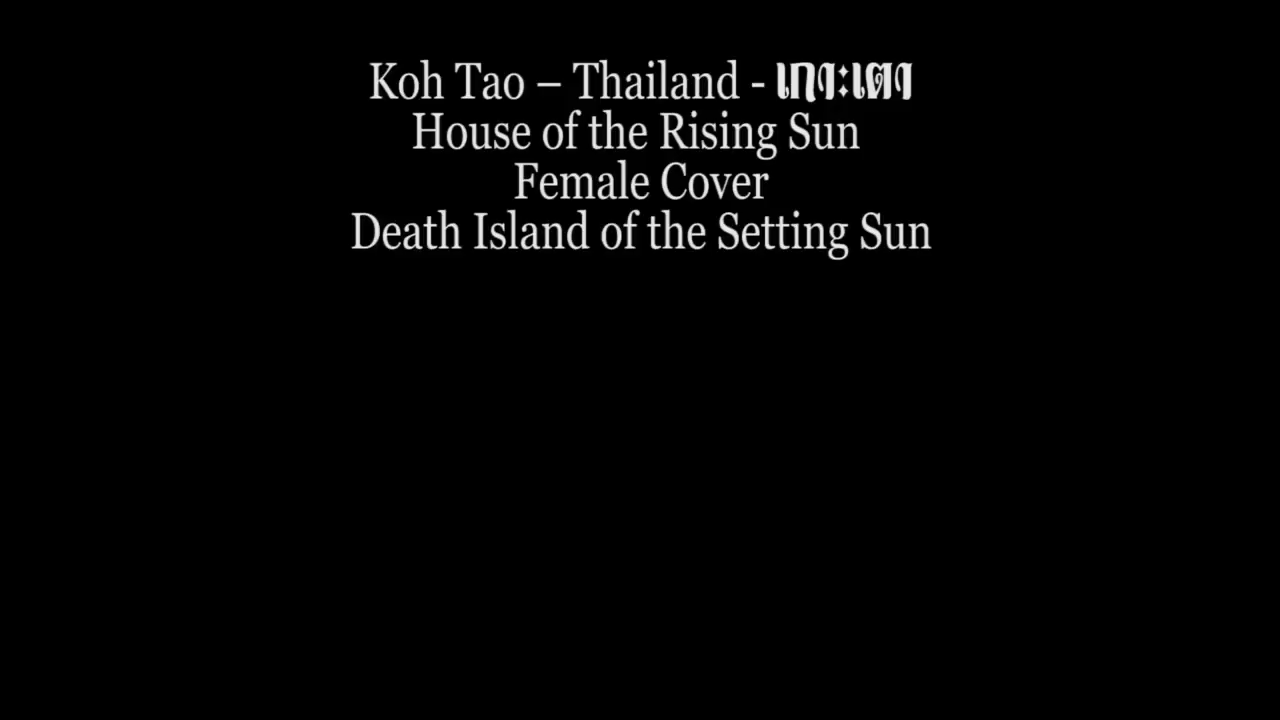 Koh Tao – Thailand - เกาะเตา
House of the Rising Sun
Female Cover
Death Island of the Setting Sun